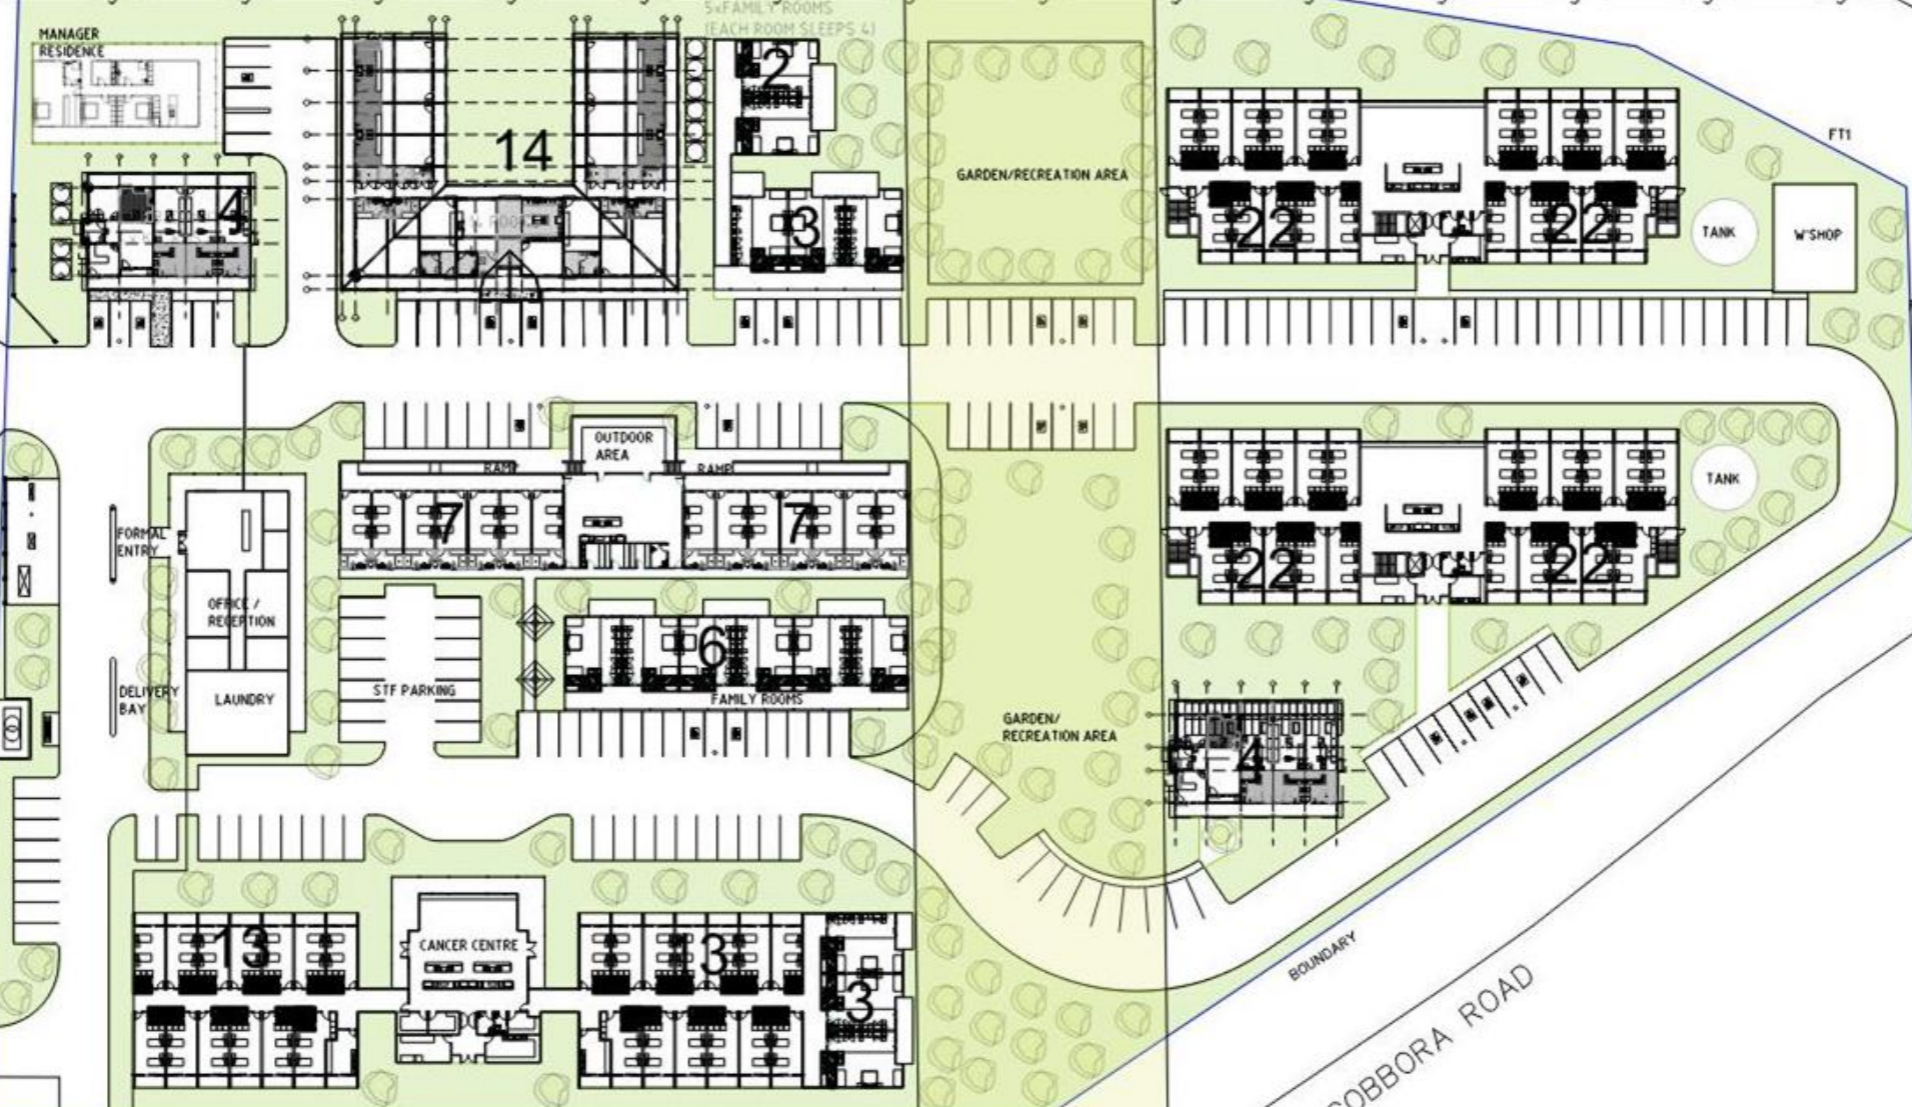 5xFAMILY ROOMS
(EACH ROOM SLEEPS 4)
MANAGER
RESIDENCE
2
14
4
3
GARDEN/RECREATION AREA
22
22
TANK
W'SHOP
FT1
OUTDOOR
AREA
RAMP
RAMP
7
7
FORMAL
ENTRY
OFFICE /
RECEPTION
DELIVERY
BAY
LAUNDRY
STF PARKING
6
FAMILY ROOMS
GARDEN/
RECREATION AREA
22
22
TANK
4
13
CANCER CENTRE
13
3
BOUNDARY
COBBORA ROAD